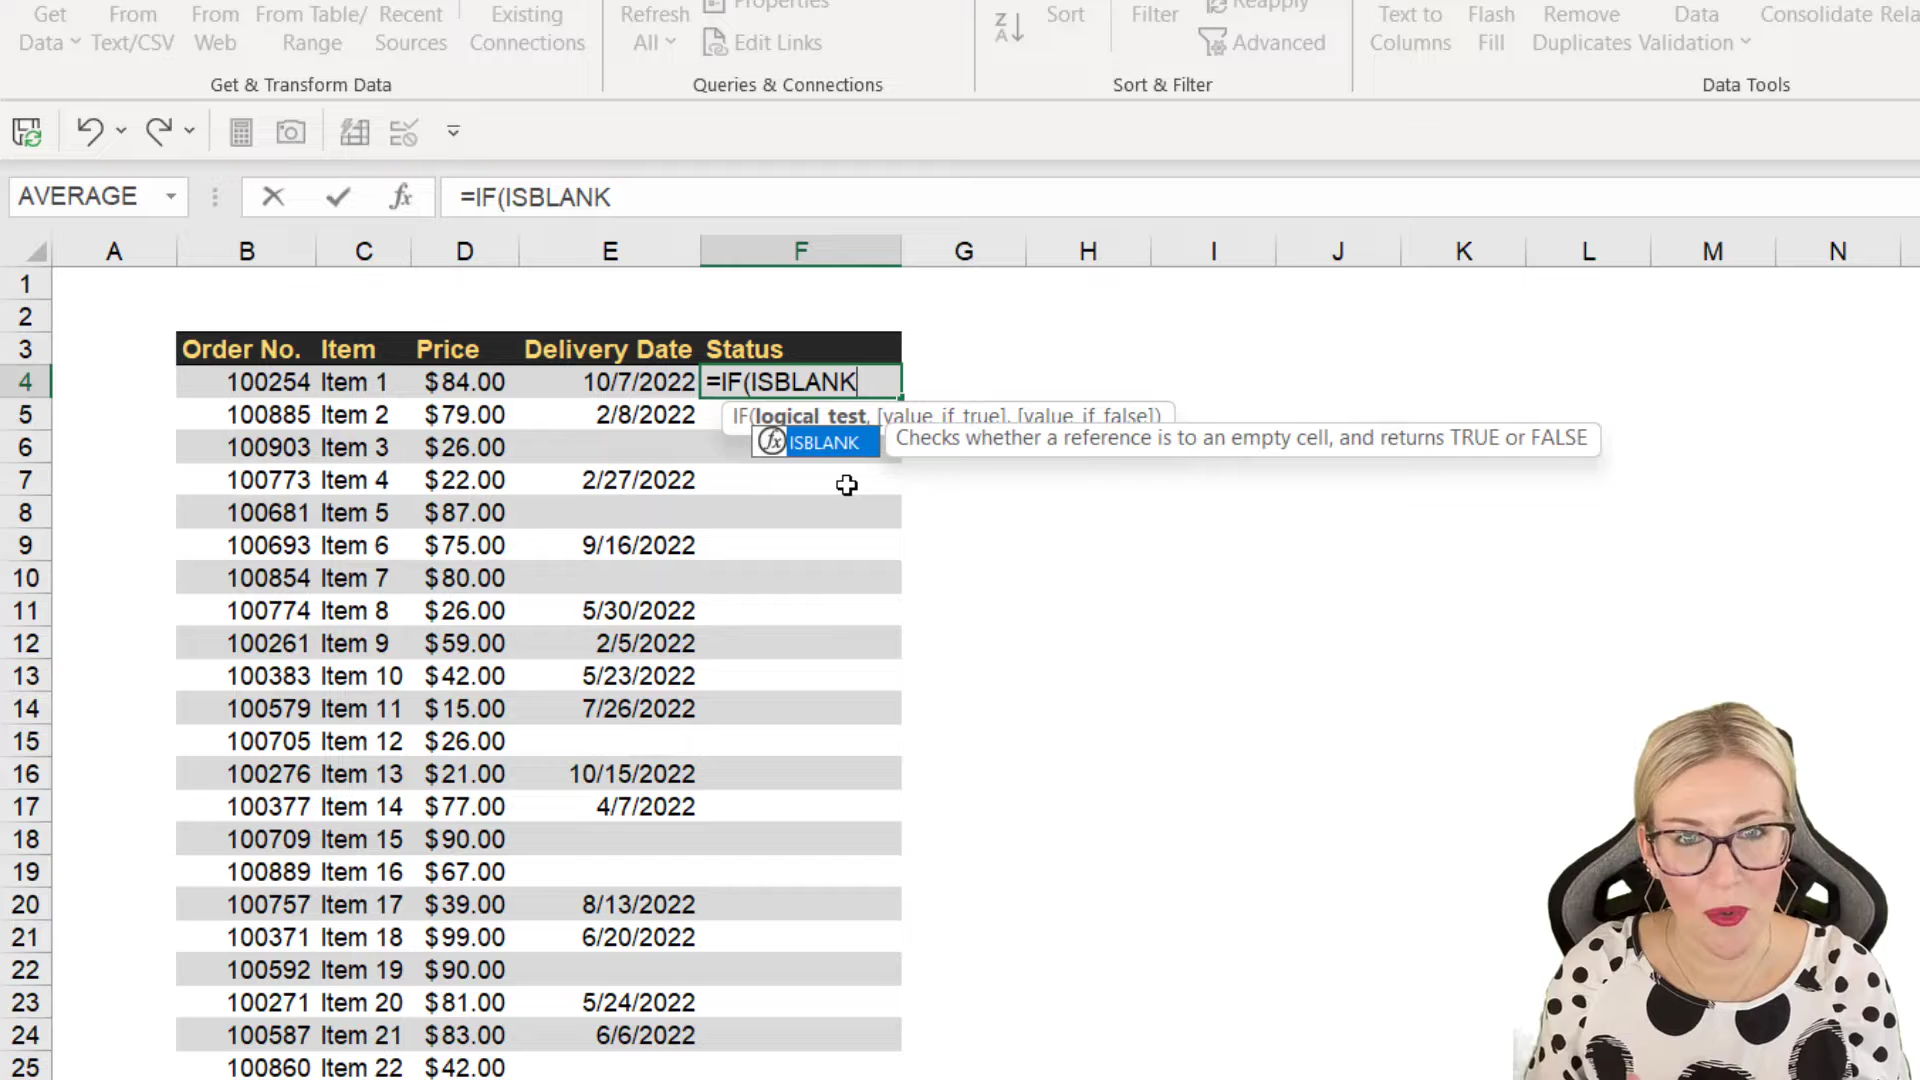 Get Data From Text/CSV From Web From Table/ Range Recent Sources Existing Connections
Refresh All Properties Edit Links
Sort Filter Reapply Advanced
Text to Columns Flash Fill Remove Duplicates Data Validation Consolidate
Get & Transform Data Queries & Connections Sort & Filter Data Tools
AVERAGE fx =IF(ISBLANK
A B C D E F G H I J K L M N
1
2
3 Order No. Item Price Delivery Date Status
4 100254 Item 1 $84.00 10/7/2022 =IF(ISBLANK
IF(logical_test, [value_if_true], [value_if_false])
5 100885 Item 2 $79.00 2/8/2022
fx ISBLANK Checks whether a reference is to an empty cell, and returns TRUE or FALSE
6 100903 Item 3 $26.00
7 100773 Item 4 $22.00 2/27/2022
8 100681 Item 5 $87.00
9 100693 Item 6 $75.00 9/16/2022
10 100854 Item 7 $80.00
11 100774 Item 8 $26.00 5/30/2022
12 100261 Item 9 $59.00 2/5/2022
13 100383 Item 10 $42.00 5/23/2022
14 100579 Item 11 $15.00 7/26/2022
15 100705 Item 12 $26.00
16 100276 Item 13 $21.00 10/15/2022
17 100377 Item 14 $77.00 4/7/2022
18 100709 Item 15 $90.00
19 100889 Item 16 $67.00
20 100757 Item 17 $39.00 8/13/2022
21 100371 Item 18 $99.00 6/20/2022
22 100592 Item 19 $90.00
23 100271 Item 20 $81.00 5/24/2022
24 100587 Item 21 $83.00 6/6/2022
25 100860 Item 22 $42.00